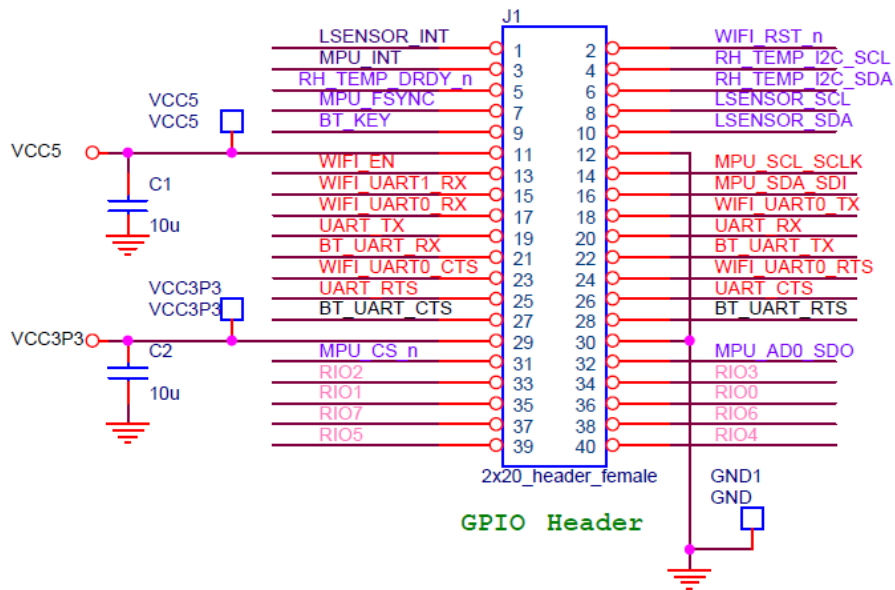 J1
LSENSOR_INT 1 2 WIFI_RST_n
MPU_INT 3 4 RH_TEMP_I2C_SCL
RH_TEMP_DRDY_n 5 6 RH_TEMP_I2C_SDA
VCC5
VCC5
MPU_FSYNC 7 8 LSENSOR_SCL
BT_KEY 9 10 LSENSOR_SDA
VCC5 11 12
WIFI_EN 13 14 MPU_SCL_SCLK
C1
10u
WIFI_UART1_RX 15 16 MPU_SDA_SDI
WIFI_UART0_RX 17 18 WIFI_UART0_TX
UART_TX 19 20 UART_RX
BT_UART_RX 21 22 BT_UART_TX
WIFI_UART0_CTS 23 24 WIFI_UART0_RTS
VCC3P3
VCC3P3
UART_RTS 25 26 UART_CTS
BT_UART_CTS 27 28 BT_UART_RTS
VCC3P3 29 30
C2
10u
MPU_CS_n 31 32 MPU_AD0_SDO
RIO2 33 34 RIO3
RIO1 35 36 RIO0
RIO7 37 38 RIO6
RIO5 39 40 RIO4
2x20_header_female
GND1
GND
GPIO Header